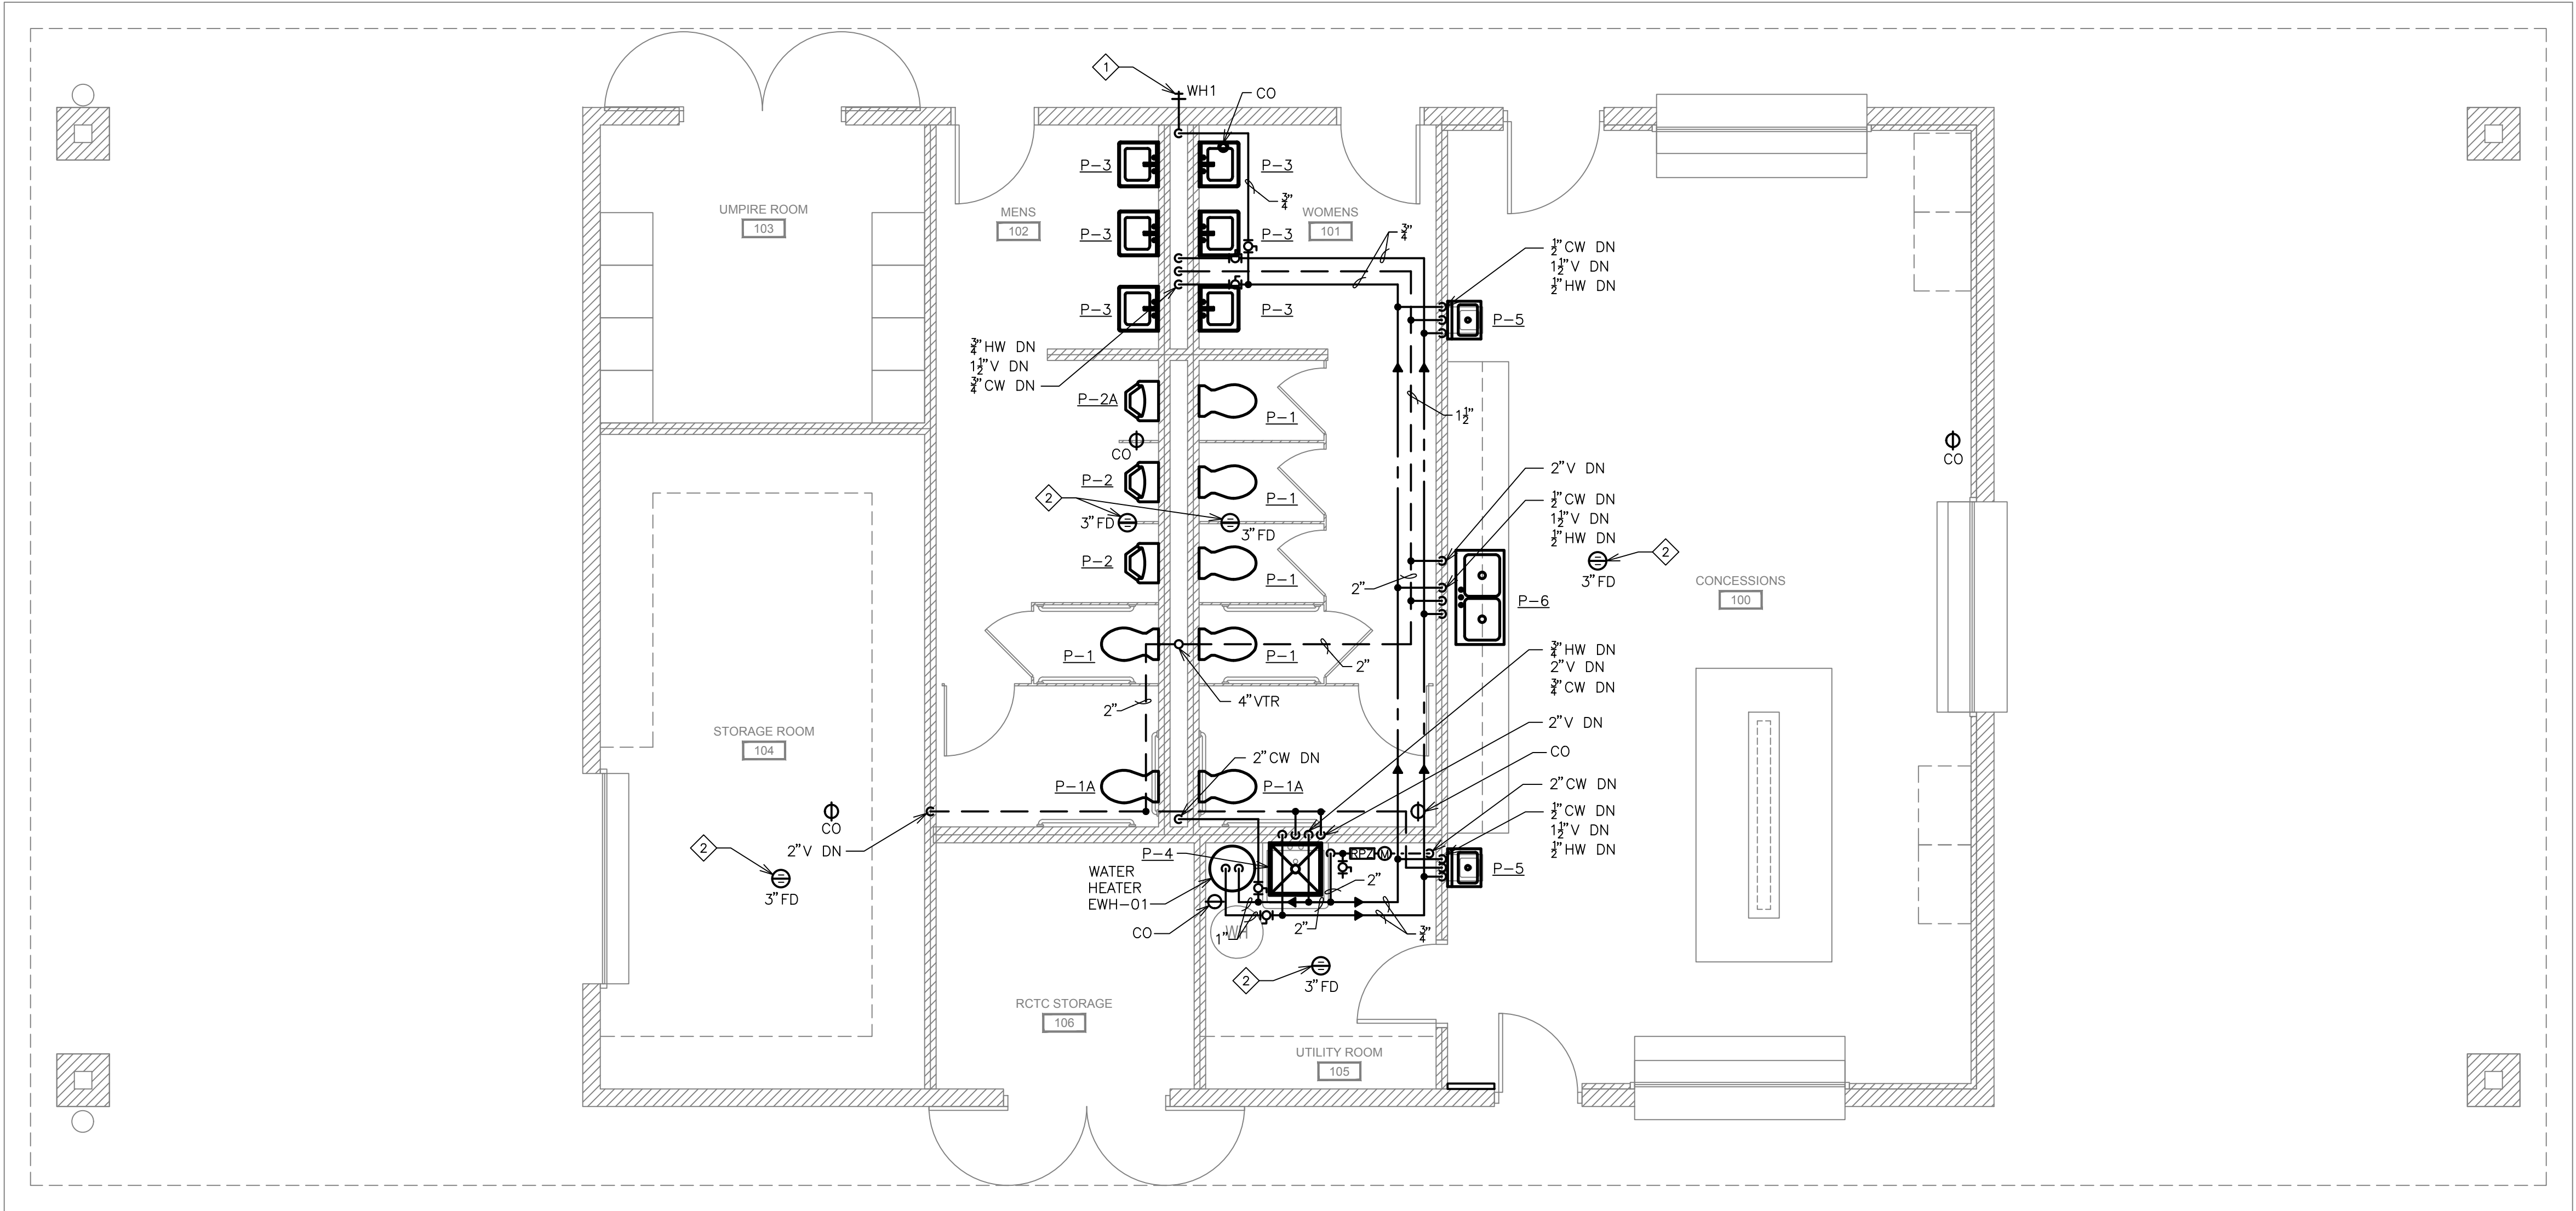 1
WH1
CO
P-3
P-3
3/4"
UMPIRE ROOM
103
MENS
102
WOMENS
101
P-3
P-3
3/4"
1/2" CW DN
1 1/2" V DN
1/2" HW DN
P-3
P-3
P-5
3/4" HW DN
1 1/2" V DN
3/4" CW DN
P-2A
P-1
1 1/2"
CO
CO
2" V DN
P-2
P-1
2
3" FD
3" FD
1/2" CW DN
1 1/2" V DN
1/2" HW DN
2
3" FD
P-2
P-1
2"
P-6
CONCESSIONS
100
P-1
P-1
2"
3/4" HW DN
2" V DN
3/4" CW DN
2"
4" VTR
2" V DN
STORAGE ROOM
104
2" CW DN
CO
P-1A
P-1A
2" CW DN
CO
1/2" CW DN
1 1/2" V DN
1/2" HW DN
2
2" V DN
P-4
RPZ
M
P-5
WATER
HEATER
EWH-01
2"
3" FD
CO
1"
WH
2"
3/4"
2
3" FD
RCTC STORAGE
106
UTILITY ROOM
105